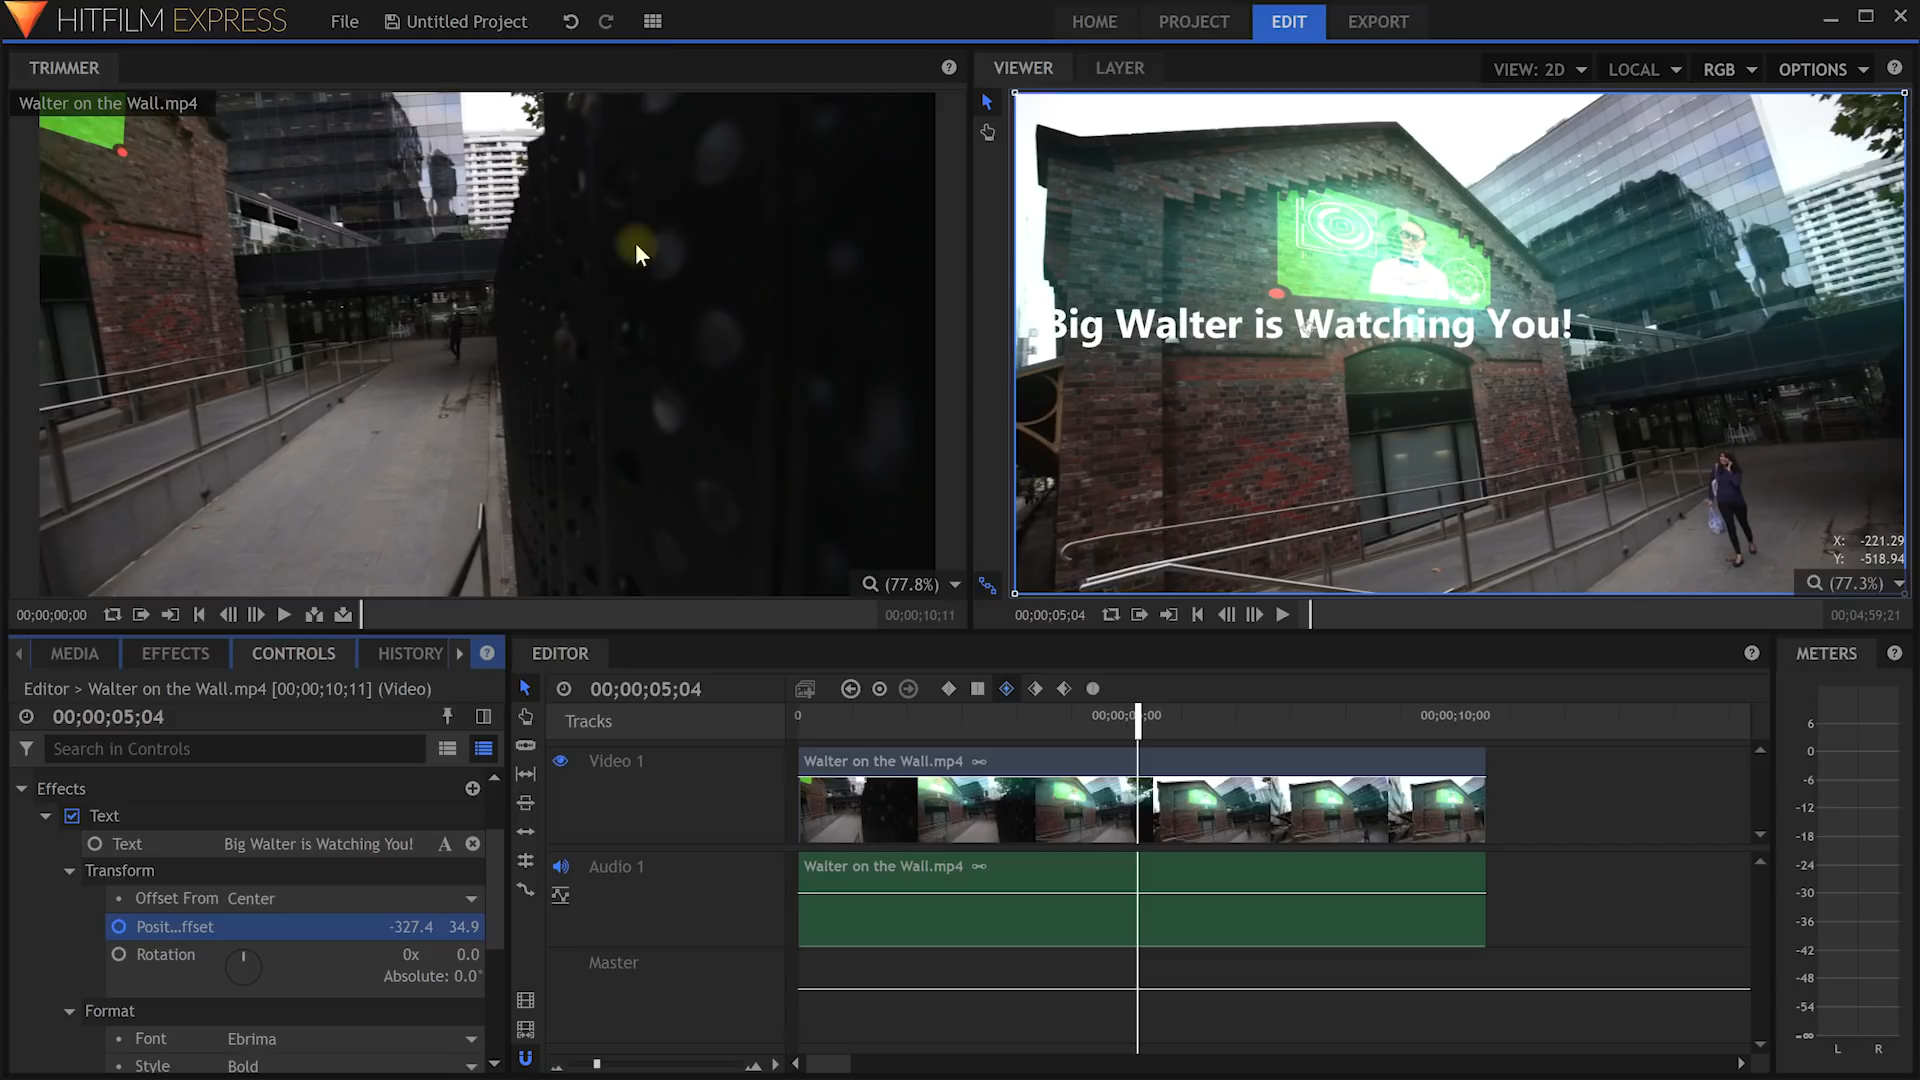 HITFILM EXPRESS
File
Untitled Project
HOME
PROJECT
EDIT
EXPORT
TRIMMER
Walter on the Wall.mp4
VIEWER
LAYER
VIEW: 2D
LOCAL
RGB
OPTIONS
Big Walter is Watching You!
X: -221.29
Y: -518.94
(77.8%)
(77.3%)
00;00;00;00
00;00;10;11
00;00;05;04
00;04;59;21
MEDIA
EFFECTS
CONTROLS
HISTORY
Editor > Walter on the Wall.mp4 [00;00;10;11] (Video)
00;00;05;04
Search in Controls
Effects
Text
Text Big Walter is Watching You! A
Transform
Offset From Center
Posit...ffset -327.4 34.9
Rotation 0x 0.0
Absolute: 0.0°
Format
Font Ebrima
Style Bold
EDITOR
00;00;05;04
Tracks
0
00;00;10;00
Video 1
Walter on the Wall.mp4
Audio 1
Walter on the Wall.mp4
Master
METERS
6
0
-6
-12
-18
-24
-30
-36
-42
-48
-54
-∞
L R